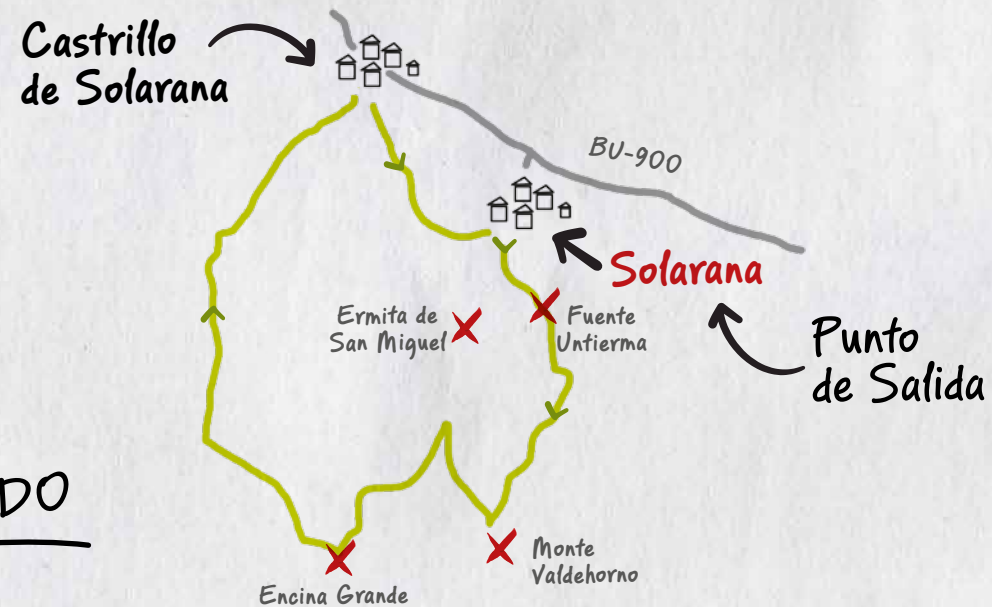 Castrillo
de Solarana
BU-900
Solarana
Ermita de
San Miguel
Fuente
Untierma
Punto
de Salida
DO
Monte
Valdehorno
Encina Grande